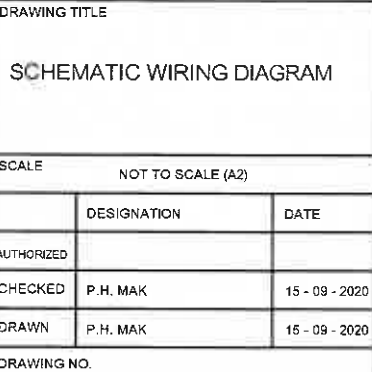 DRAWING TITLE
SCHEMATIC WIRING DIAGRAM
SCALE NOT TO SCALE (A2)
DESIGNATION DATE
AUTHORIZED
CHECKED P.H. MAK 15 - 09 - 2020
DRAWN P.H. MAK 15 - 09 - 2020
DRAWING NO.